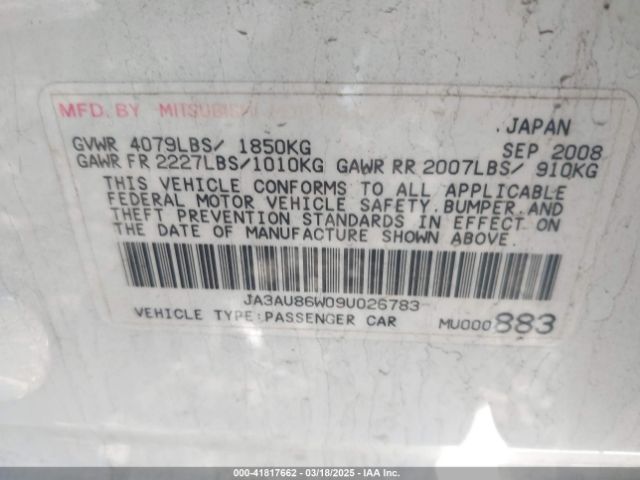 MFD. BY MITSUBISHI
JAPAN
GVWR 4079LBS/ 1850KG SEP 2008
GAWR FR 2227LBS/1010KG GAWR RR 2007LBS/ 910KG
THIS VEHICLE CONFORMS TO ALL APPLICABLE
FEDERAL MOTOR VEHICLE SAFETY.BUMPER.AND
THEFT PREVENTION STANDARDS IN EFFECT ON
THE DATE OF MANUFACTURE SHOWN ABOVE.
JA3AU86W09U026783
VEHICLE TYPE:PASSENGER CAR MU000883
000-41817662 — 03/18/2025 — IAA Inc.